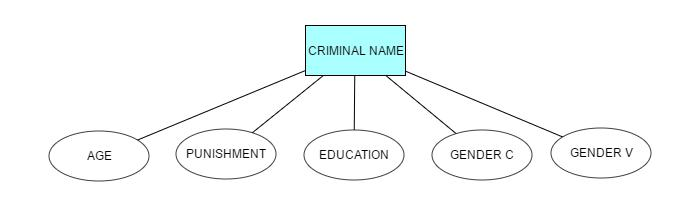 CRIMINAL NAME
AGE
PUNISHMENT
EDUCATION
GENDER C
GENDER V